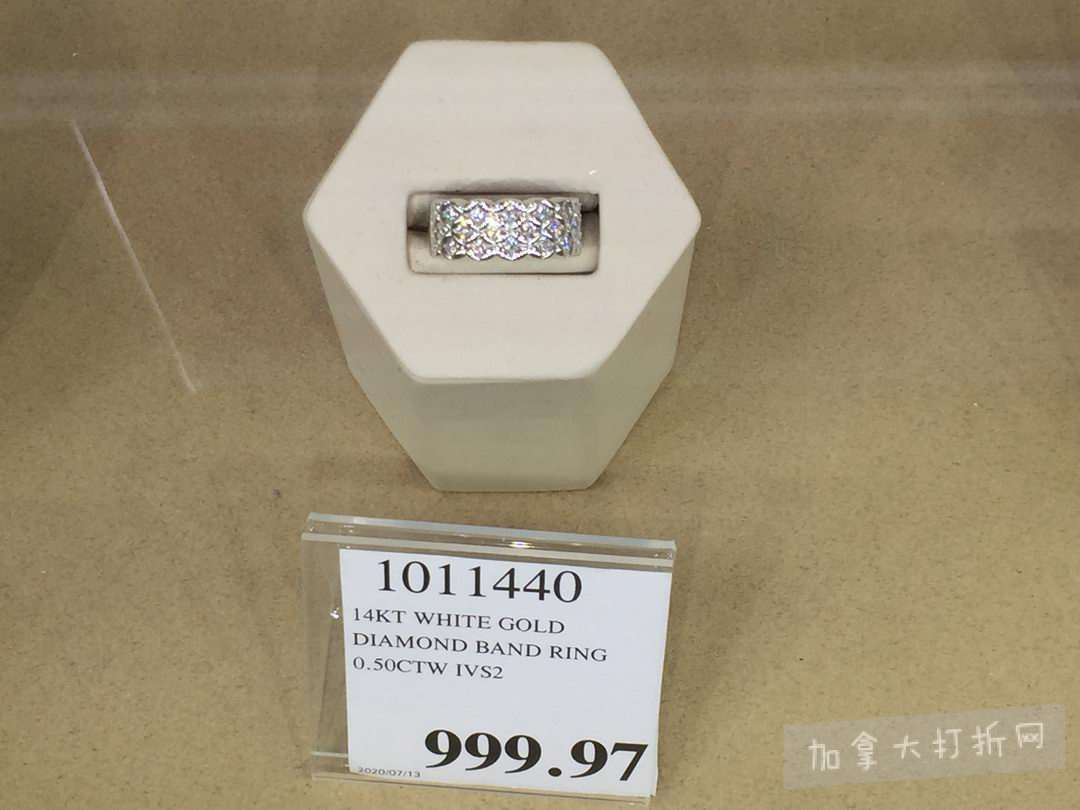 1011440
14KT WHITE GOLD
DIAMOND BAND RING
0.50CTW IVS2
999.97
2020/07/13
加拿大打折网